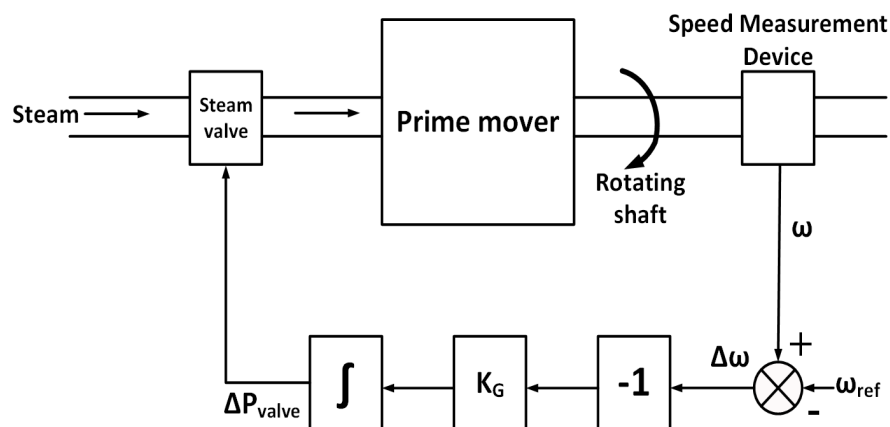 Speed Measurement
Device
Steam
Steam
valve
Prime mover
Rotating
shaft
ω
+
Δω
ω_ref
-
-1
K_G
∫
ΔP_valve